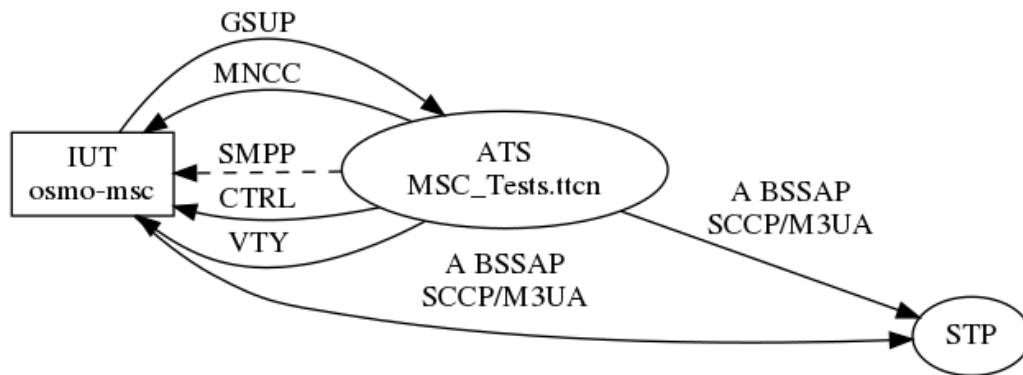 GSUP
MNCC
IUT
osmo-msc
SMPP
ATS
MSC_Tests.ttcn
CTRL
VTY
A BSSAP
SCCP/M3UA
A BSSAP
SCCP/M3UA
STP